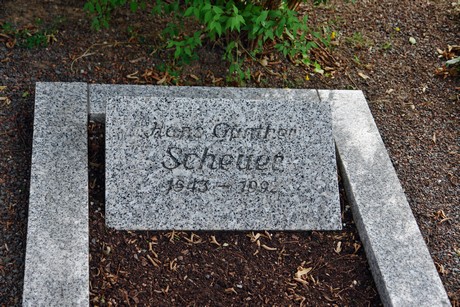 Hans Günther
Scheuer
1943 –